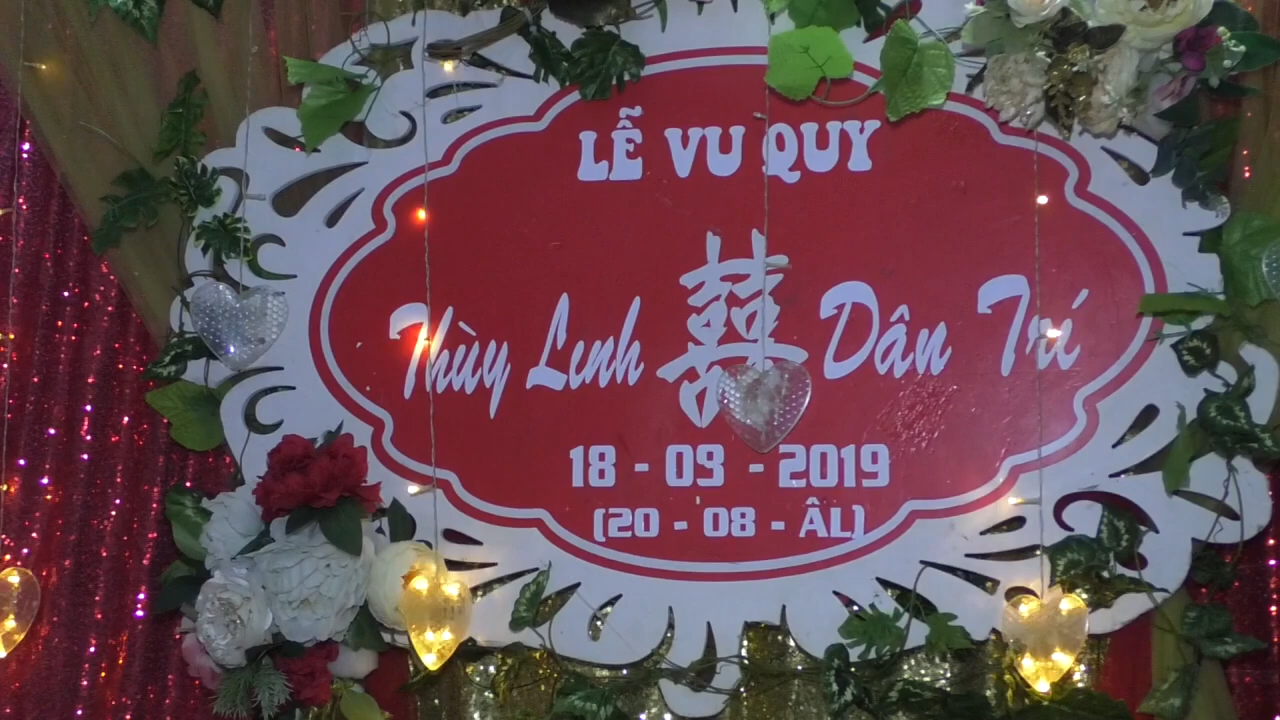 LỄ VU QUY
Thùy Linh 囍 Dân Trí
18 - 09 - 2019
(20 - 08 - ÂL)